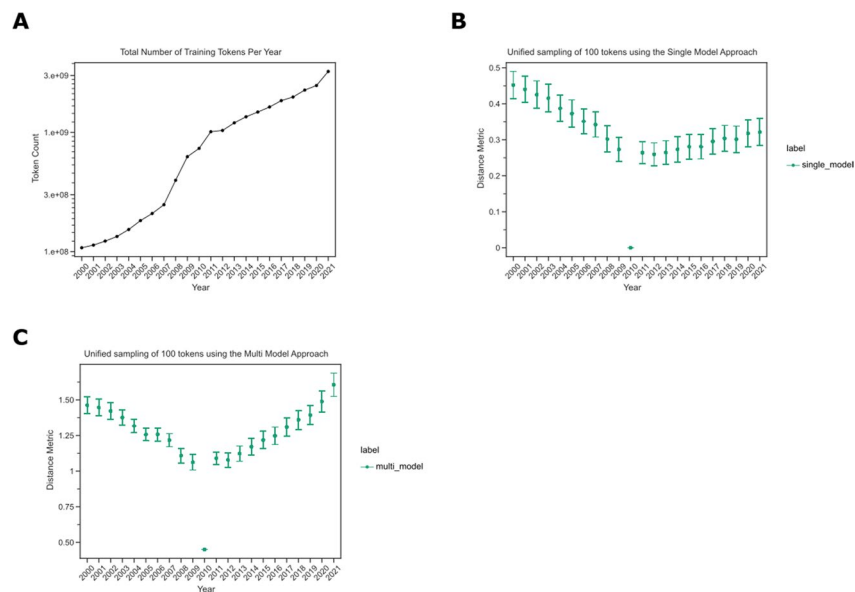 A
Total Number of Training Tokens Per Year
3.e+09
1.e+09
3.e+08
1.e+08
Token Count
2000 2001 2002 2003 2004 2005 2006 2007 2008 2009 2010 2011 2012 2013 2014 2015 2016 2017 2018 2019 2020 2021
Year
B
Unified sampling of 100 tokens using the Single Model Approach
0.5
0.4
0.3
0.2
0.1
0
Distance Metric
2000 2001 2002 2003 2004 2005 2006 2007 2008 2009 2010 2011 2012 2013 2014 2015 2016 2017 2018 2019 2020 2021
Year
label
single_model
C
Unified sampling of 100 tokens using the Multi Model Approach
1.50
1.25
1
0.75
0.50
Distance Metric
2000 2001 2002 2003 2004 2005 2006 2007 2008 2009 2010 2011 2012 2013 2014 2015 2016 2017 2018 2019 2020 2021
Year
label
multi_model